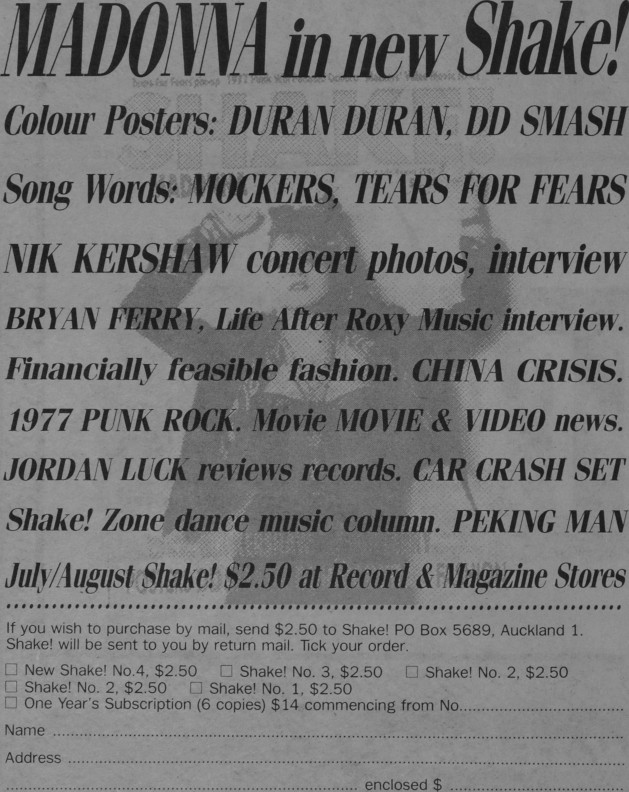 MADONNA in new Shake!
Colour Posters: DURAN DURAN, DD SMASH
Song Words: MOCKERS, TEARS FOR FEARS
NIK KERSHAW concert photos, interview
BRYAN FERRY, Life After Roxy Music interview.
Financially feasible fashion. CHINA CRISIS.
1977 PUNK ROCK. Movie MOVIE & VIDEO news.
JORDAN LUCK reviews records. CAR CRASH SET
Shake! Zone dance music column. PEKING MAN
July/August Shake! $2.50 at Record & Magazine Stores
If you wish to purchase by mail, send $2.50 to Shake! PO Box 5689, Auckland 1.
Shake! will be sent to you by return mail. Tick your order.
☐ New Shake! No.4, $2.50 ☐ Shake! No. 3, $2.50 ☐ Shake! No. 2, $2.50
☐ Shake! No. 2, $2.50 ☐ Shake! No. 1, $2.50
☐ One Year's Subscription (6 copies) $14 commencing from No.
Name
Address
enclosed $